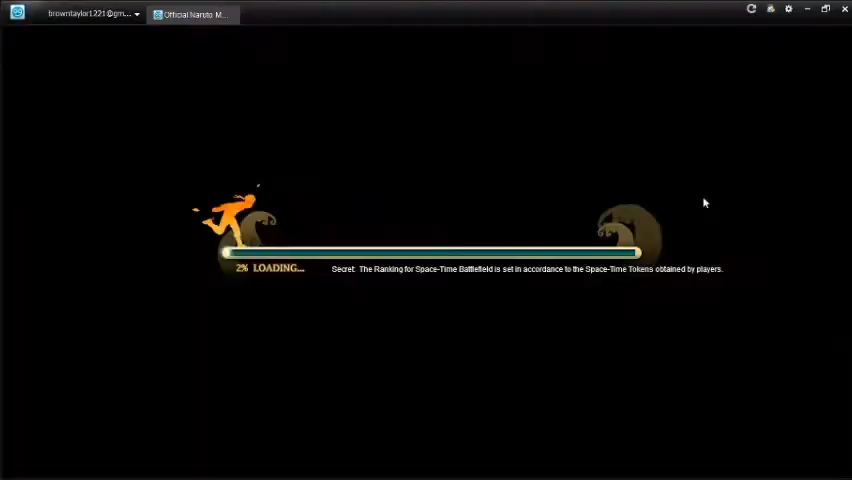 browntaylor1221@gm...
Official Naruto M...
2% LOADING...
Secret: The Ranking for Space-Time Battlefield is set in accordance to the Space-Time Tokens obtained by players.